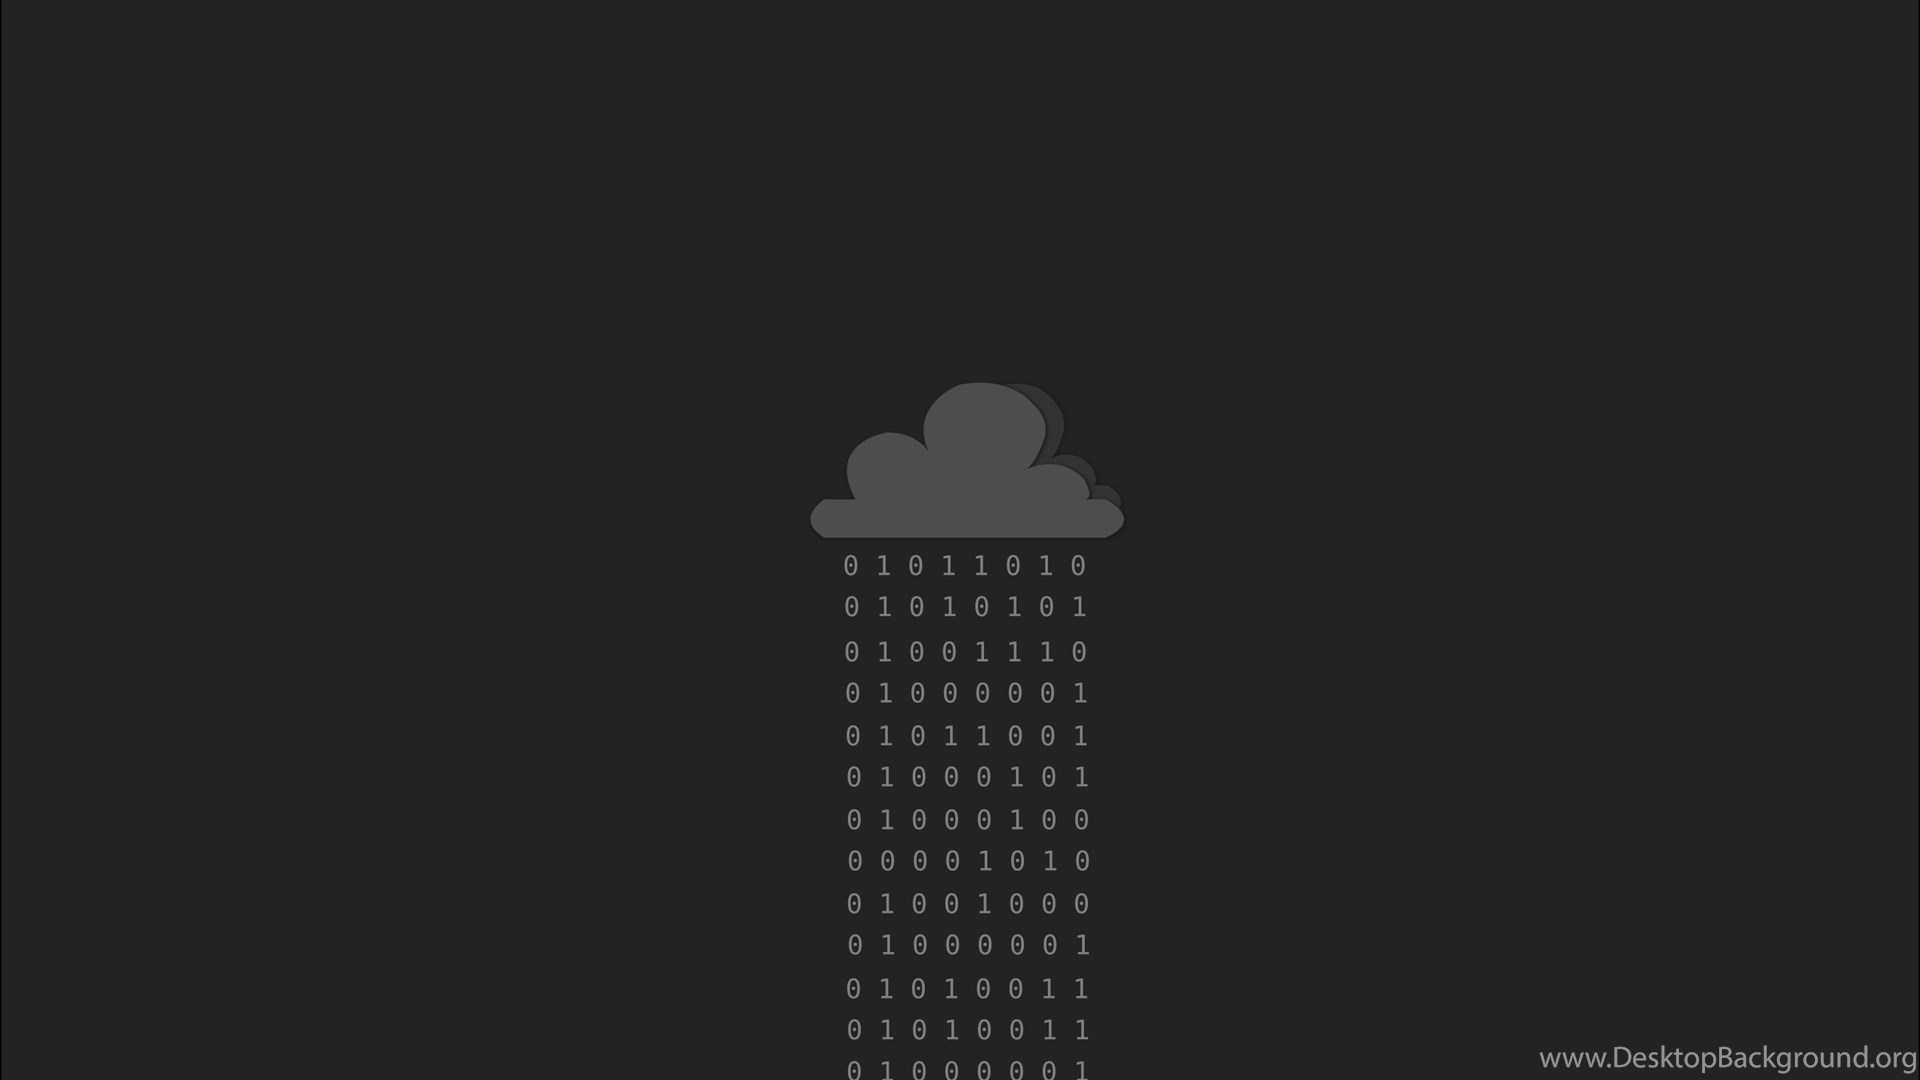 0 1 0 1 1 0 1 0
0 1 0 1 0 1 0 1
0 1 0 0 1 1 1 0
0 1 0 0 0 0 0 1
0 1 0 1 1 0 0 1
0 1 0 0 0 1 0 1
0 1 0 0 0 1 0 0
0 0 0 0 1 0 1 0
0 1 0 0 1 0 0 0
0 1 0 0 0 0 0 1
0 1 0 1 0 0 1 1
0 1 0 1 0 0 1 1
0 1 0 0 0 0 0 1
www.DesktopBackground.org